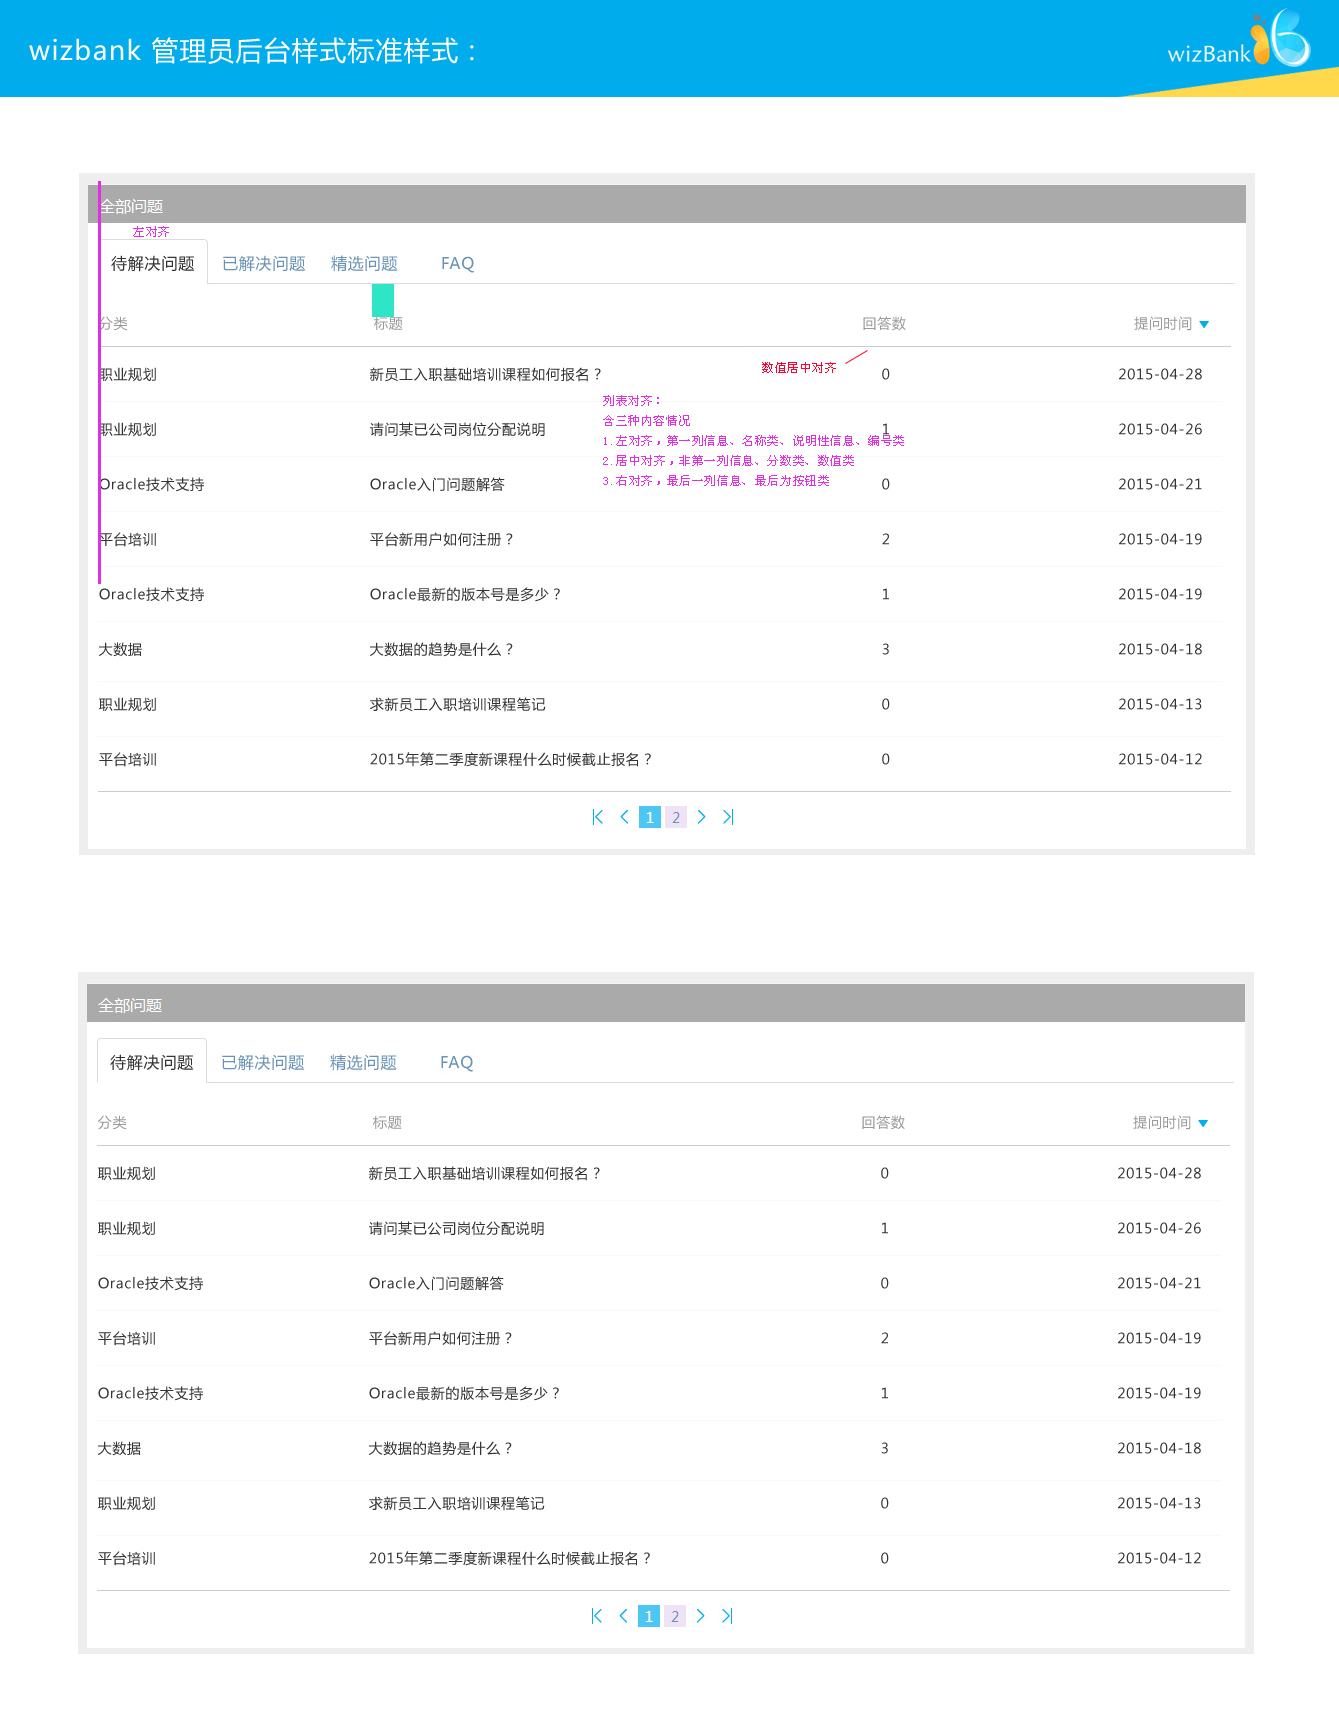 wizbank 管理员后台样式标准样式：
wizBank
全部问题
左对齐
待解决问题 已解决问题 精选问题 FAQ
分类 标题 回答数 提问时间
数值居中对齐
职业规划 新员工入职基础培训课程如何报名？ 0 2015-04-28
列表对齐：
含三种内容情况
职业规划 请问某已公司岗位分配说明 1 2015-04-26
1.左对齐，第一列信息、名称类、说明性信息、编号类
2.居中对齐，非第一列信息、分数类、数值类
3.右对齐，最后一列信息、最后为按钮类
Oracle技术支持 Oracle入门问题解答 0 2015-04-21
平台培训 平台新用户如何注册？ 2 2015-04-19
Oracle技术支持 Oracle最新的版本号是多少？ 1 2015-04-19
大数据 大数据的趋势是什么？ 3 2015-04-18
职业规划 求新员工入职培训课程笔记 0 2015-04-13
平台培训 2015年第二季度新课程什么时候截止报名？ 0 2015-04-12
1 2
全部问题
待解决问题 已解决问题 精选问题 FAQ
分类 标题 回答数 提问时间
职业规划 新员工入职基础培训课程如何报名？ 0 2015-04-28
职业规划 请问某已公司岗位分配说明 1 2015-04-26
Oracle技术支持 Oracle入门问题解答 0 2015-04-21
平台培训 平台新用户如何注册？ 2 2015-04-19
Oracle技术支持 Oracle最新的版本号是多少？ 1 2015-04-19
大数据 大数据的趋势是什么？ 3 2015-04-18
职业规划 求新员工入职培训课程笔记 0 2015-04-13
平台培训 2015年第二季度新课程什么时候截止报名？ 0 2015-04-12
1 2